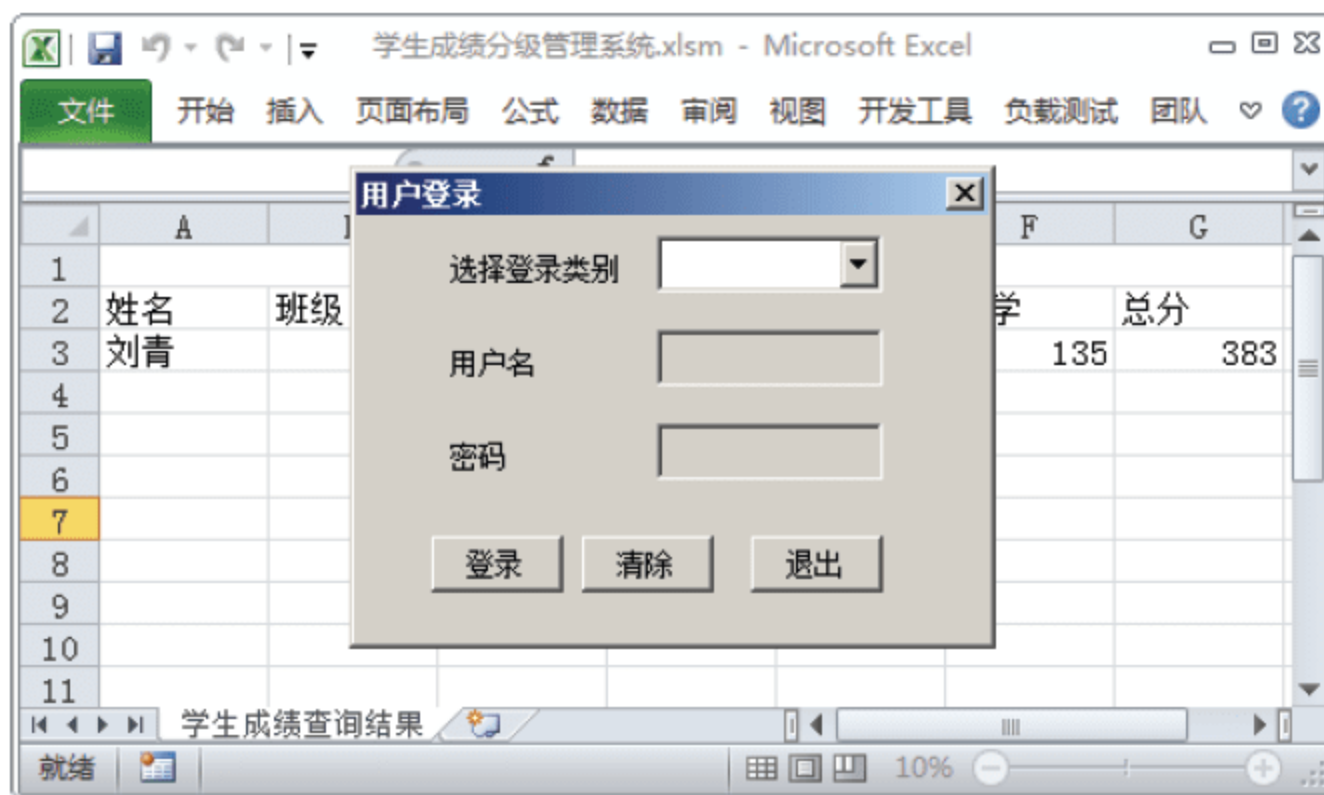 学生成绩分级管理系统.xlsm - Microsoft Excel
文件 开始 插入 页面布局 公式 数据 审阅 视图 开发工具 负载测试 团队
用户登录
A F G
1
2 姓名 班级 学 总分
3 刘青 135 383
4
5
6
7
8
9
10
11
选择登录类别
用户名
密码
登录 清除 退出
学生成绩查询结果
就绪 10%